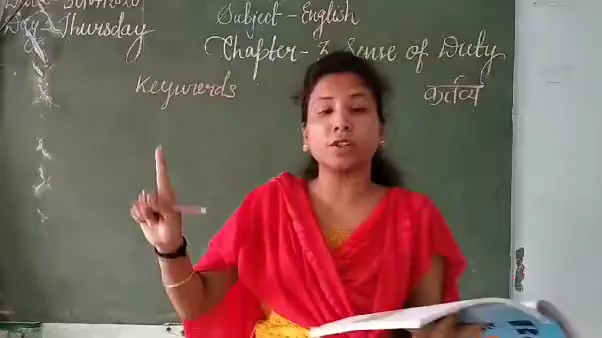 Day - Thursday
Subject - English
Chapter - 7 Sense of Duty
Keywords
कर्तव्य